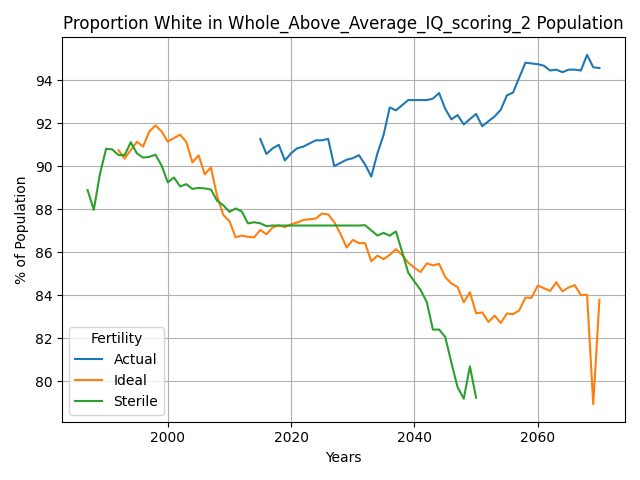 Proportion White in Whole_Above_Average_IQ_scoring_2 Population
% of Population
94
92
90
88
86
84
82
80
Fertility
Actual
Ideal
Sterile
2000
2020
2040
2060
Years